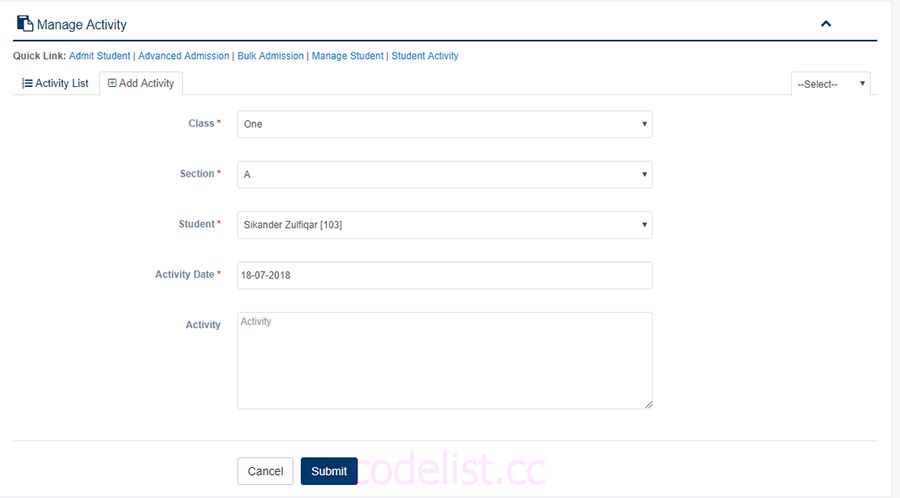 Manage Activity
Quick Link: Admit Student | Advanced Admission | Bulk Admission | Manage Student | Student Activity
Activity List Add Activity --Select--
Class * One
Section * A
Student * Sikander Zulfiqar [103]
Activity Date * 18-07-2018
Activity Activity
Cancel Submit codelist.cc